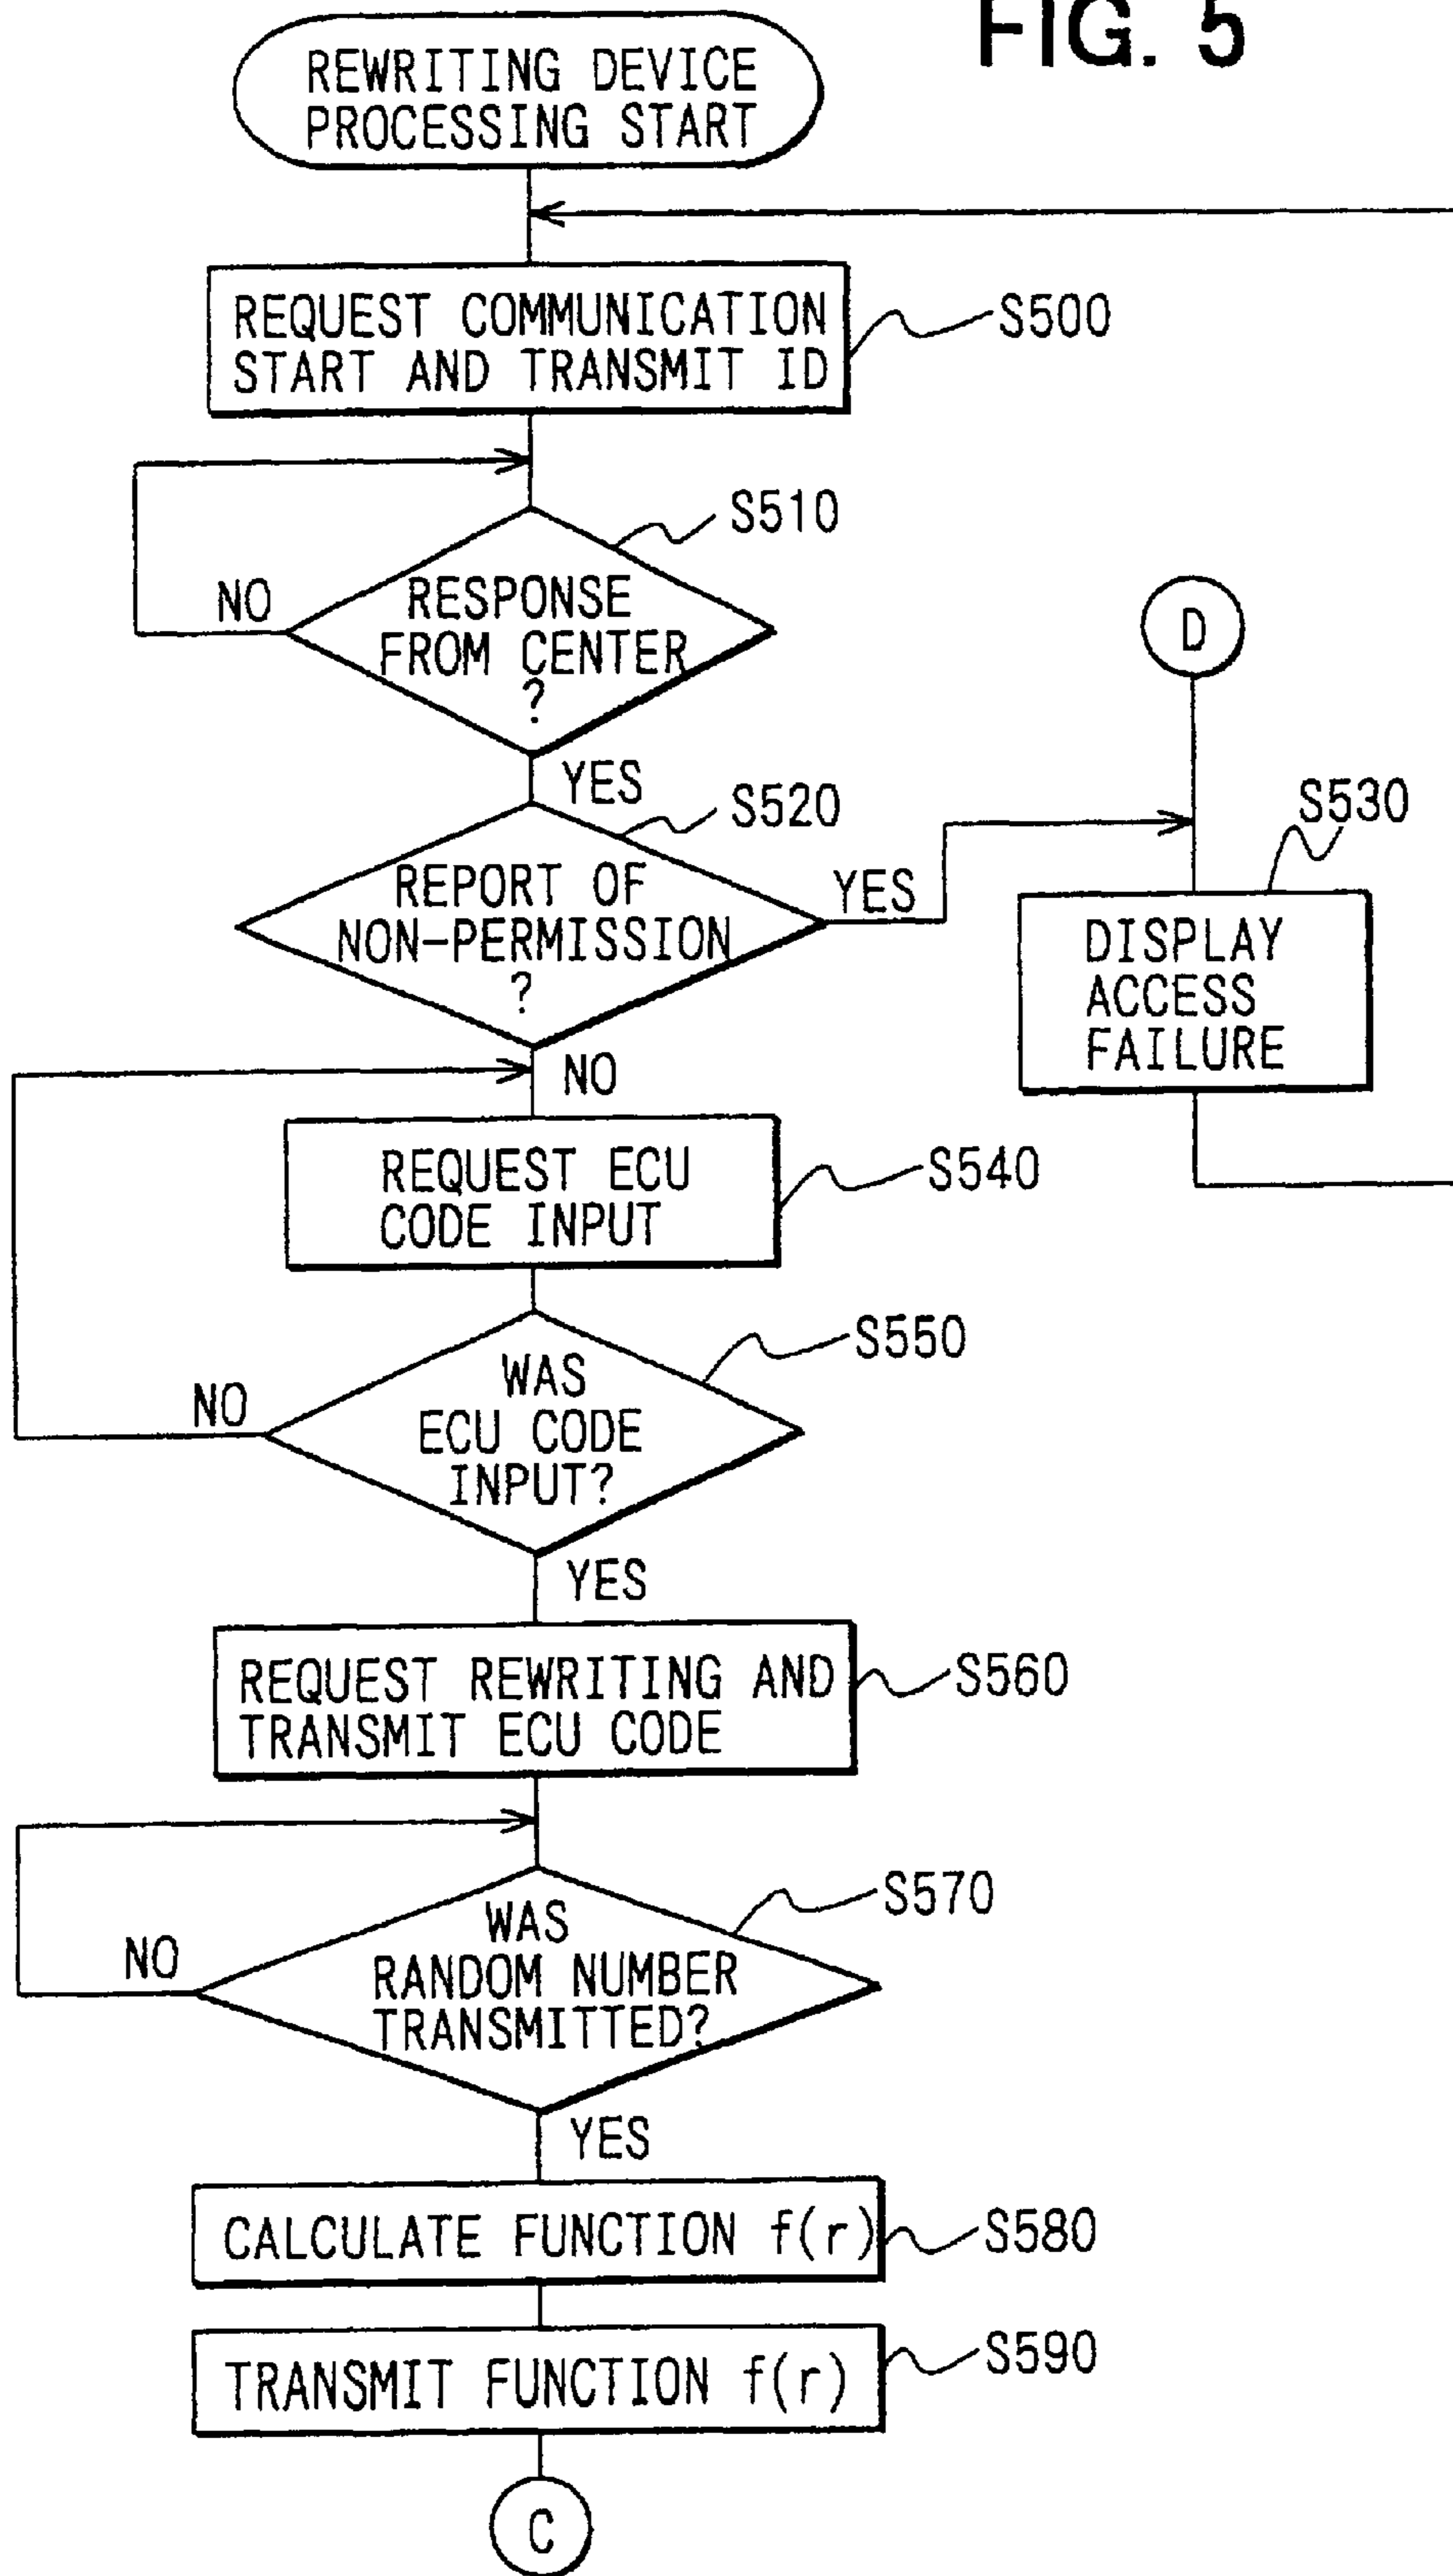 FIG. 5
REWRITING DEVICE
PROCESSING START
REQUEST COMMUNICATION
START AND TRANSMIT ID
S500
S510
NO
RESPONSE
FROM CENTER
?
YES
D
S520
S530
REPORT OF
NON-PERMISSION
?
YES
DISPLAY
ACCESS
FAILURE
NO
REQUEST ECU
CODE INPUT
S540
S550
NO
WAS
ECU CODE
INPUT?
YES
REQUEST REWRITING AND
TRANSMIT ECU CODE
S560
S570
NO
WAS
RANDOM NUMBER
TRANSMITTED?
YES
CALCULATE FUNCTION f(r)
S580
TRANSMIT FUNCTION f(r)
S590
C